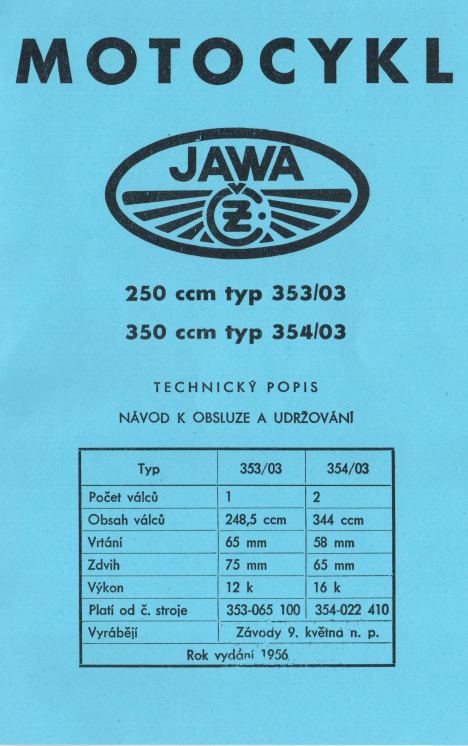 MOTOCYKL
JAWA
ČZ
250 ccm typ 353/03
350 ccm typ 354/03
TECHNICKÝ POPIS
NÁVOD K OBSLUZE A UDRŽOVÁNÍ
Typ 353/03 354/03
Počet válců 1 2
Obsah válců 248,5 ccm 344 ccm
Vrtání 65 mm 58 mm
Zdvih 75 mm 65 mm
Výkon 12 k 16 k
Platí od č. stroje 353-065 100 354-022 410
Vyrábějí Závody 9. května n. p.
Rok vydání 1956